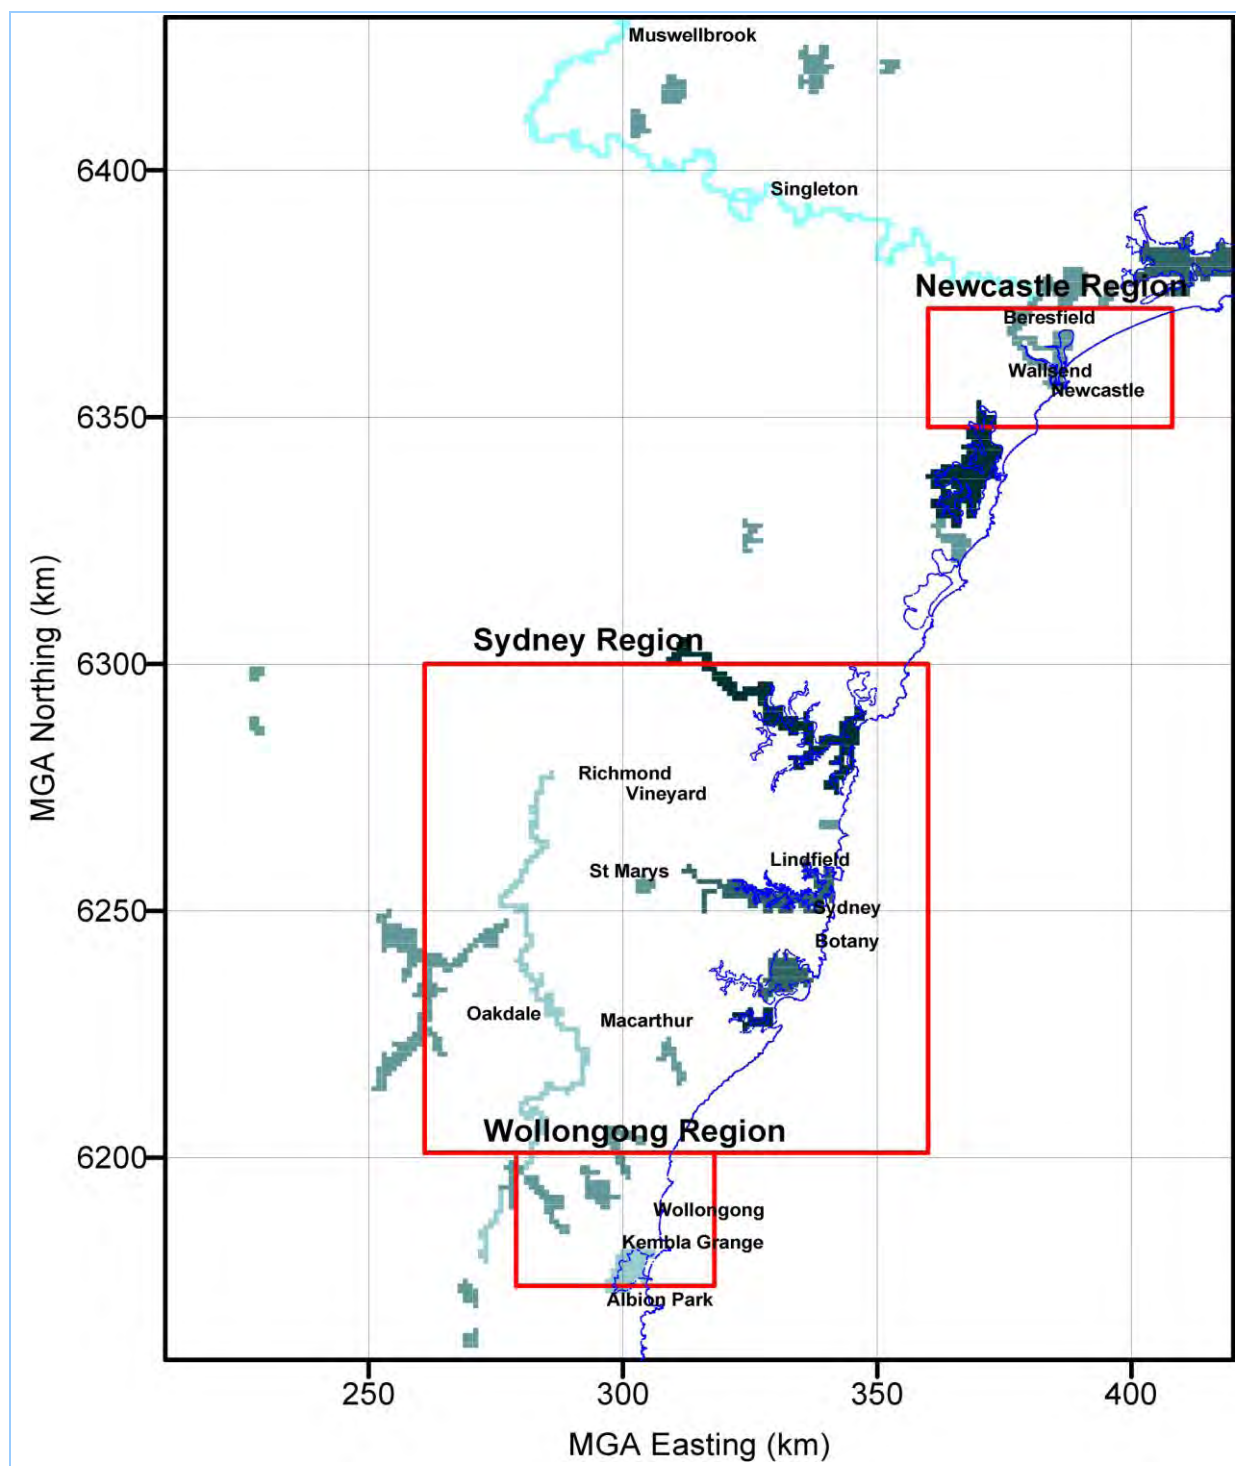 Muswellbrook
6400
Singleton
Newcastle Region
Beresfield
Wallsend
Newcastle
6350
MGA Northing (km)
Sydney Region
6300
Richmond
Vineyard
Lindfield
St Marys
6250
Sydney
Botany
Oakdale
Macarthur
Wollongong Region
6200
Wollongong
Kembla Grange
Albion Park
250
300
350
400
MGA Easting (km)